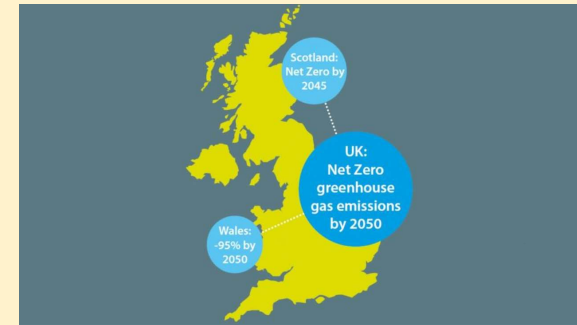 Scotland:
Net Zero by
2045
UK:
Net Zero
greenhouse
gas emissions
by 2050
Wales:
-95% by
2050